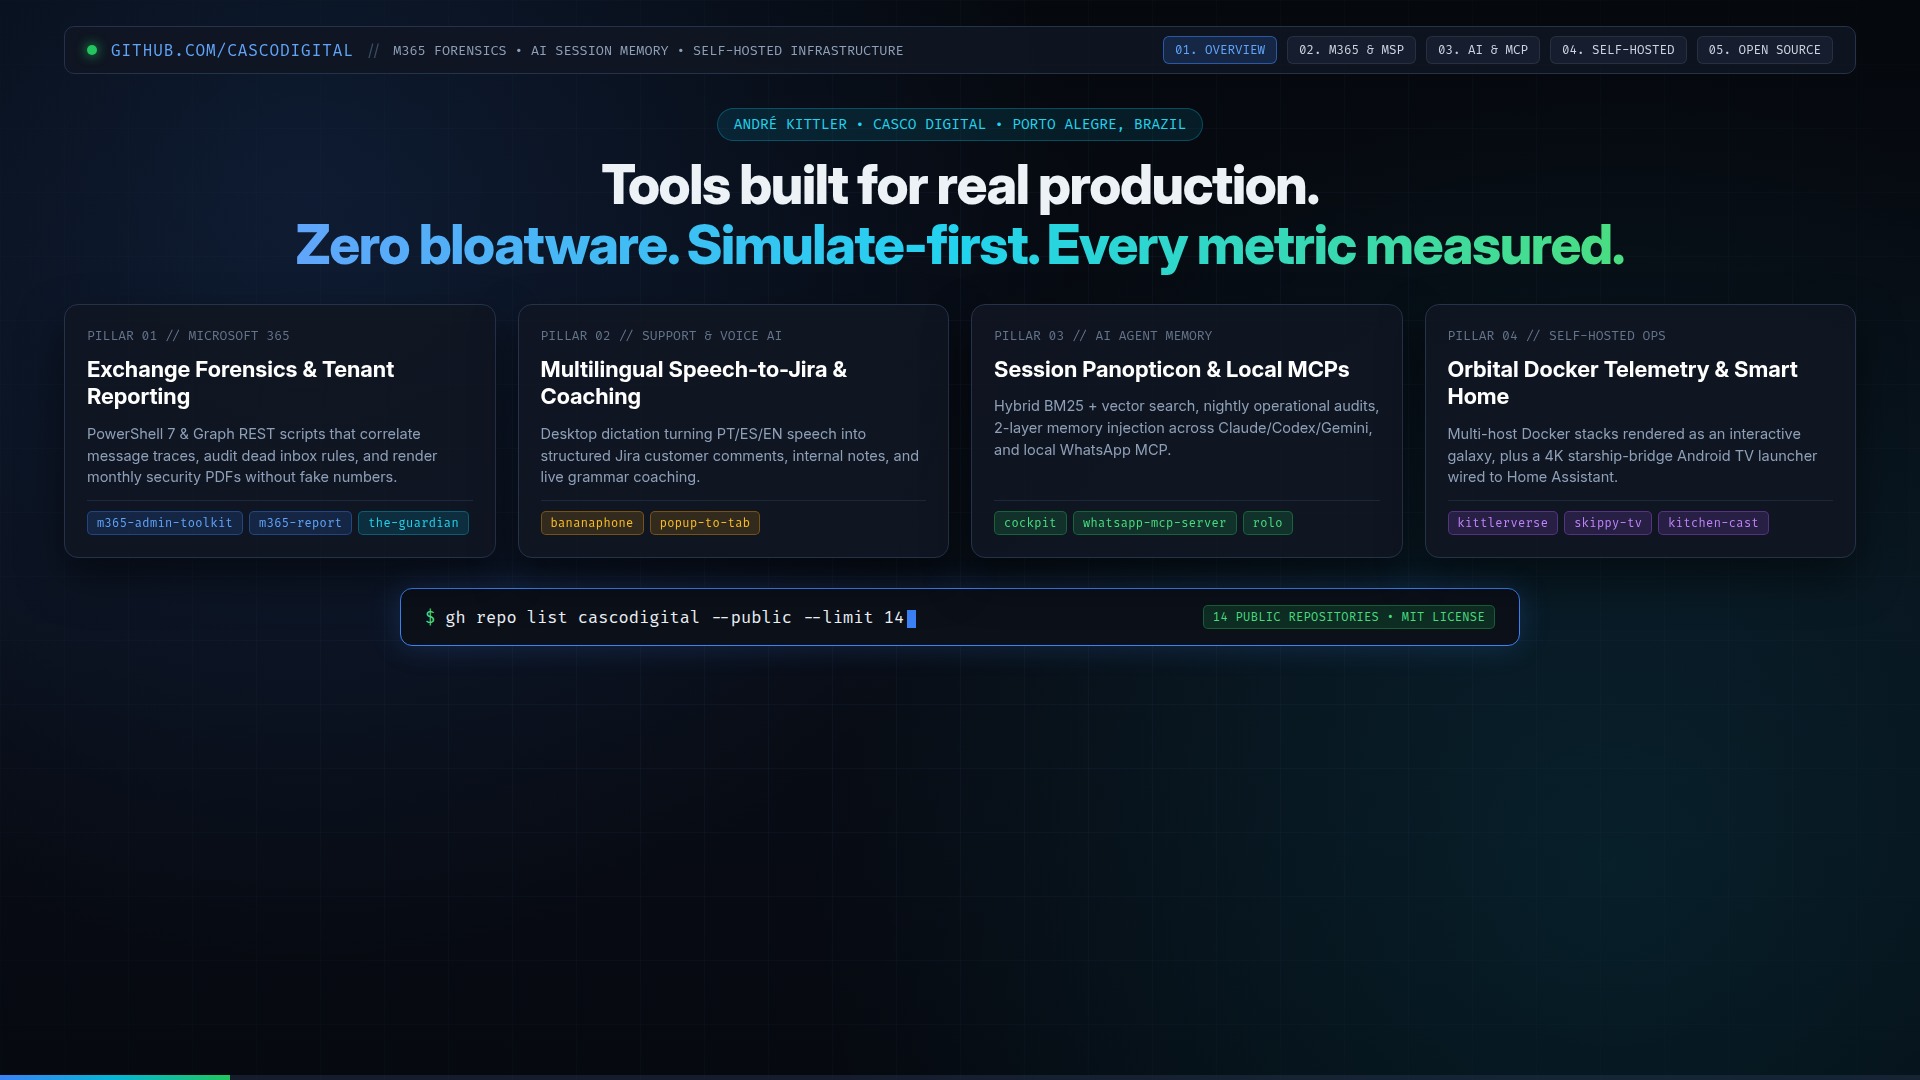 GITHUB.COM/CASCODIGITAL // M365 FORENSICS • AI SESSION MEMORY • SELF-HOSTED INFRASTRUCTURE
01. OVERVIEW 02. M365 & MSP 03. AI & MCP 04. SELF-HOSTED 05. OPEN SOURCE
ANDRÉ KITTLER • CASCO DIGITAL • PORTO ALEGRE, BRAZIL
Tools built for real production.
Zero bloatware. Simulate-first. Every metric measured.
PILLAR 01 // MICROSOFT 365
Exchange Forensics & Tenant
Reporting
PowerShell 7 & Graph REST scripts that correlate
message traces, audit dead inbox rules, and render
monthly security PDFs without fake numbers.
m365-admin-toolkit m365-report the-guardian
PILLAR 02 // SUPPORT & VOICE AI
Multilingual Speech-to-Jira &
Coaching
Desktop dictation turning PT/ES/EN speech into
structured Jira customer comments, internal notes, and
live grammar coaching.
bananaphone popup-to-tab
PILLAR 03 // AI AGENT MEMORY
Session Panopticon & Local MCPs
Hybrid BM25 + vector search, nightly operational audits,
2-layer memory injection across Claude/Codex/Gemini,
and local WhatsApp MCP.
cockpit whatsapp-mcp-server rolo
PILLAR 04 // SELF-HOSTED OPS
Orbital Docker Telemetry & Smart
Home
Multi-host Docker stacks rendered as an interactive
galaxy, plus a 4K starship-bridge Android TV launcher
wired to Home Assistant.
kittlerverse skippy-tv kitchen-cast
$ gh repo list cascodigital --public --limit 14
14 PUBLIC REPOSITORIES • MIT LICENSE